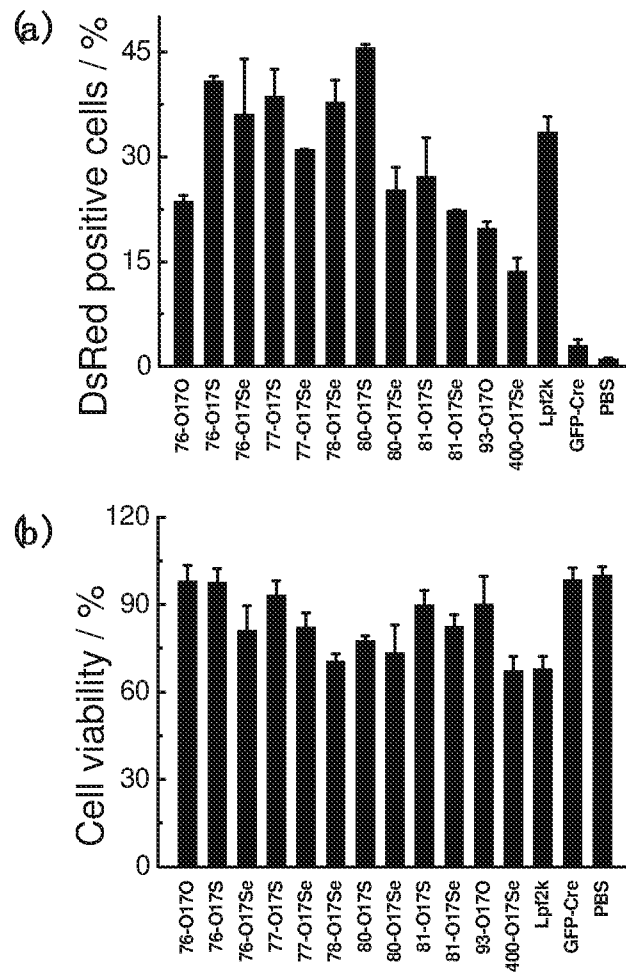 (a)
DsRed positive cells / %
45
30
15
0
76-O17O
76-O17S
76-O17Se
77-O17S
77-O17Se
78-O17Se
80-O17S
80-O17Se
81-O17S
81-O17Se
93-O17O
400-O17Se
Lpf2k
GFP-Cre
PBS
(b)
Cell viability / %
120
90
60
30
0
76-O17O
76-O17S
76-O17Se
77-O17S
77-O17Se
78-O17Se
80-O17S
80-O17Se
81-O17S
81-O17Se
93-O17O
400-O17Se
Lpf2k
GFP-Cre
PBS